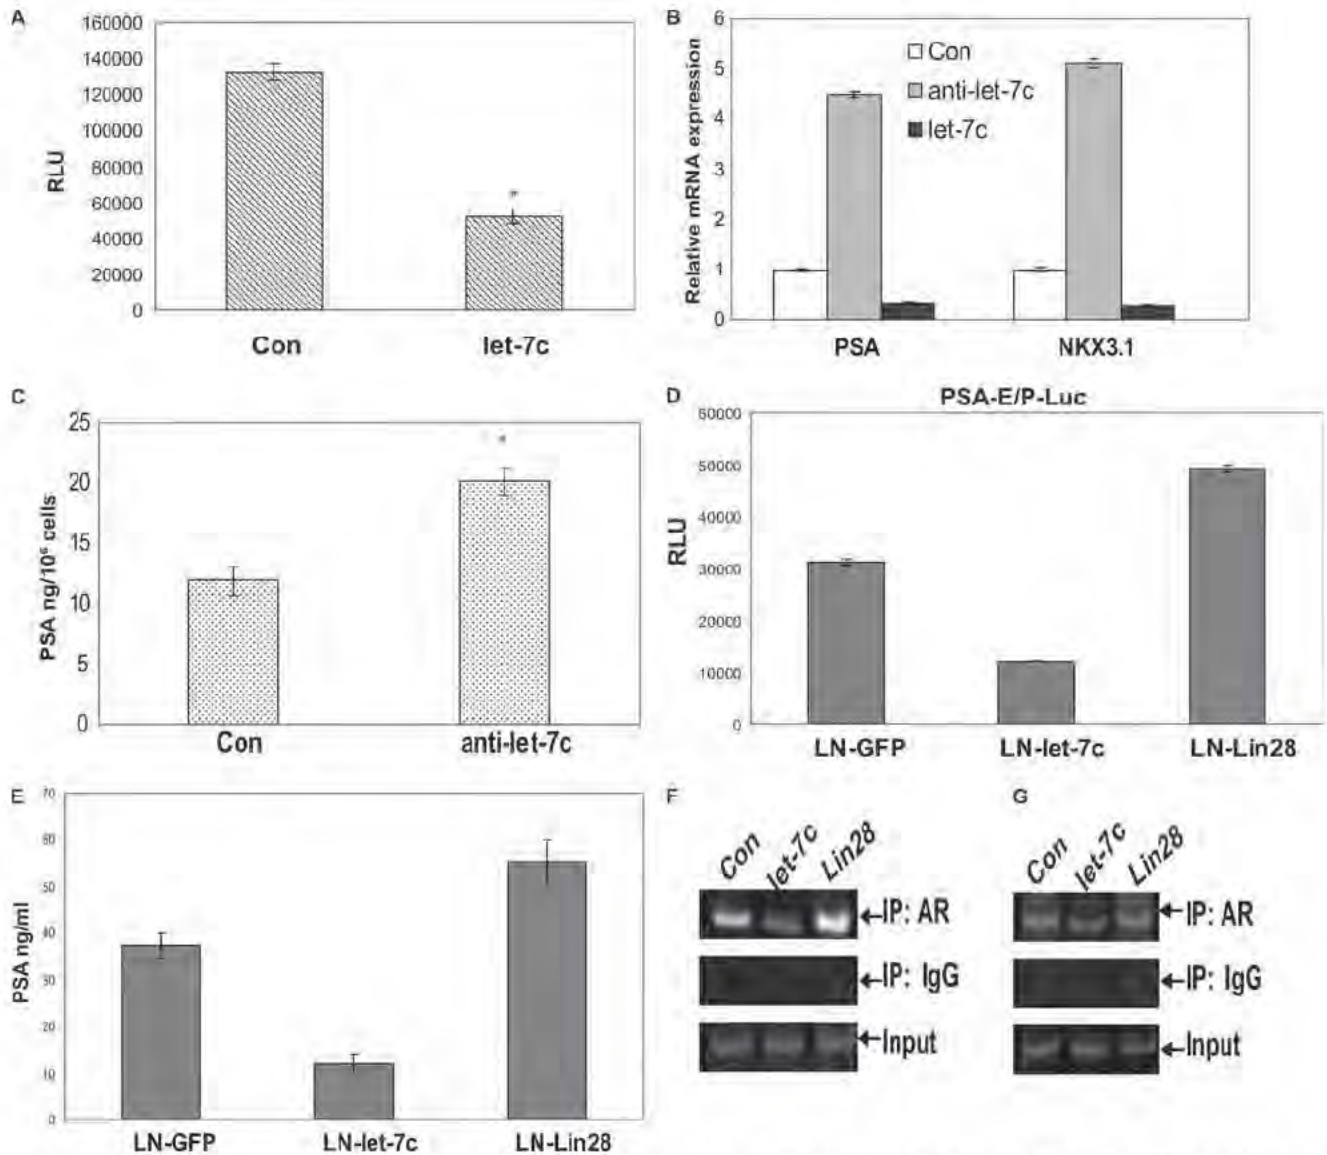 A
160000
140000
120000
100000
80000
60000
40000
20000
0
RLU
*
Con
let-7c
B
6
5
4
3
2
1
0
Relative mRNA expression
Con
anti-let-7c
let-7c
PSA
NKX3.1
C
25
20
15
10
5
0
PSA ng/10⁶ cells
*
Con
anti-let-7c
D
PSA-E/P-Luc
60000
50000
40000
30000
20000
10000
0
RLU
LN-GFP
LN-let-7c
LN-Lin28
E
70
60
50
40
30
20
10
0
PSA ng/ml
LN-GFP
LN-let-7c
LN-Lin28
F
Con
let-7c
Lin28
←IP: AR
←IP: IgG
←Input
G
Con
let-7c
Lin28
←IP: AR
←IP: IgG
←Input